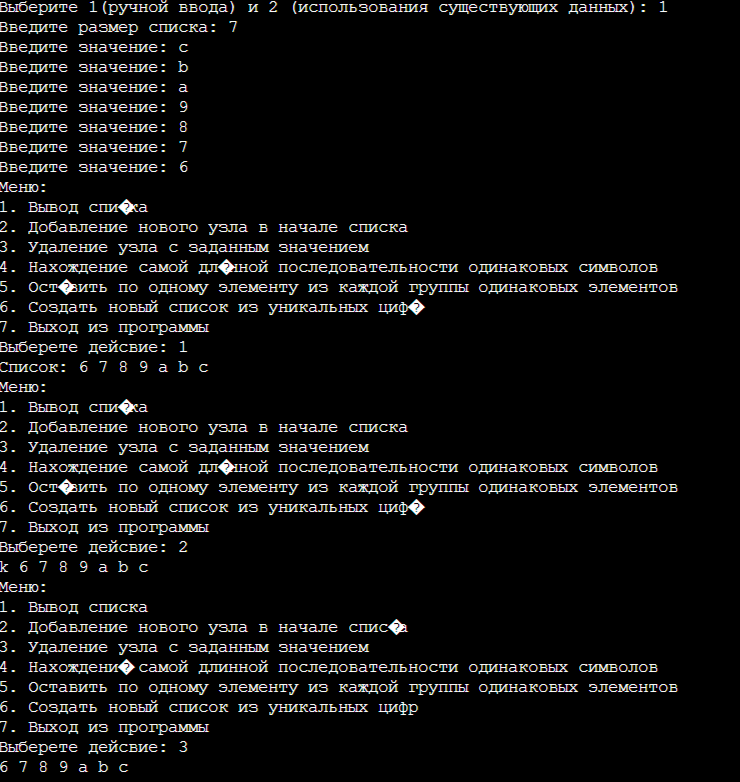 Выберите 1(ручной ввода) и 2 (использования существующих данных): 1
Введите размер списка: 7
Введите значение: c
Введите значение: b
Введите значение: a
Введите значение: 9
Введите значение: 8
Введите значение: 7
Введите значение: 6
Меню:
1. Вывод спи�ка
2. Добавление нового узла в начале списка
3. Удаление узла с заданным значением
4. Нахождение самой дл�нной последовательности одинаковых символов
5. Ост�вить по одному элементу из каждой группы одинаковых элементов
6. Создать новый список из уникальных циф�
7. Выход из программы
Выберете дейсвие: 1
Список: 6 7 8 9 a b c
Меню:
1. Вывод спи�ка
2. Добавление нового узла в начале списка
3. Удаление узла с заданным значением
4. Нахождение самой дл�нной последовательности одинаковых символов
5. Ост�вить по одному элементу из каждой группы одинаковых элементов
6. Создать новый список из уникальных циф�
7. Выход из программы
Выберете дейсвие: 2
k 6 7 8 9 a b c
Меню:
1. Вывод списка
2. Добавление нового узла в начале спис�а
3. Удаление узла с заданным значением
4. Нахождени� самой длинной последовательности одинаковых символов
5. Оставить по одному элементу из каждой группы одинаковых элементов
6. Создать новый список из уникальных цифр
7. Выход из программы
Выберете дейсвие: 3
6 7 8 9 a b c